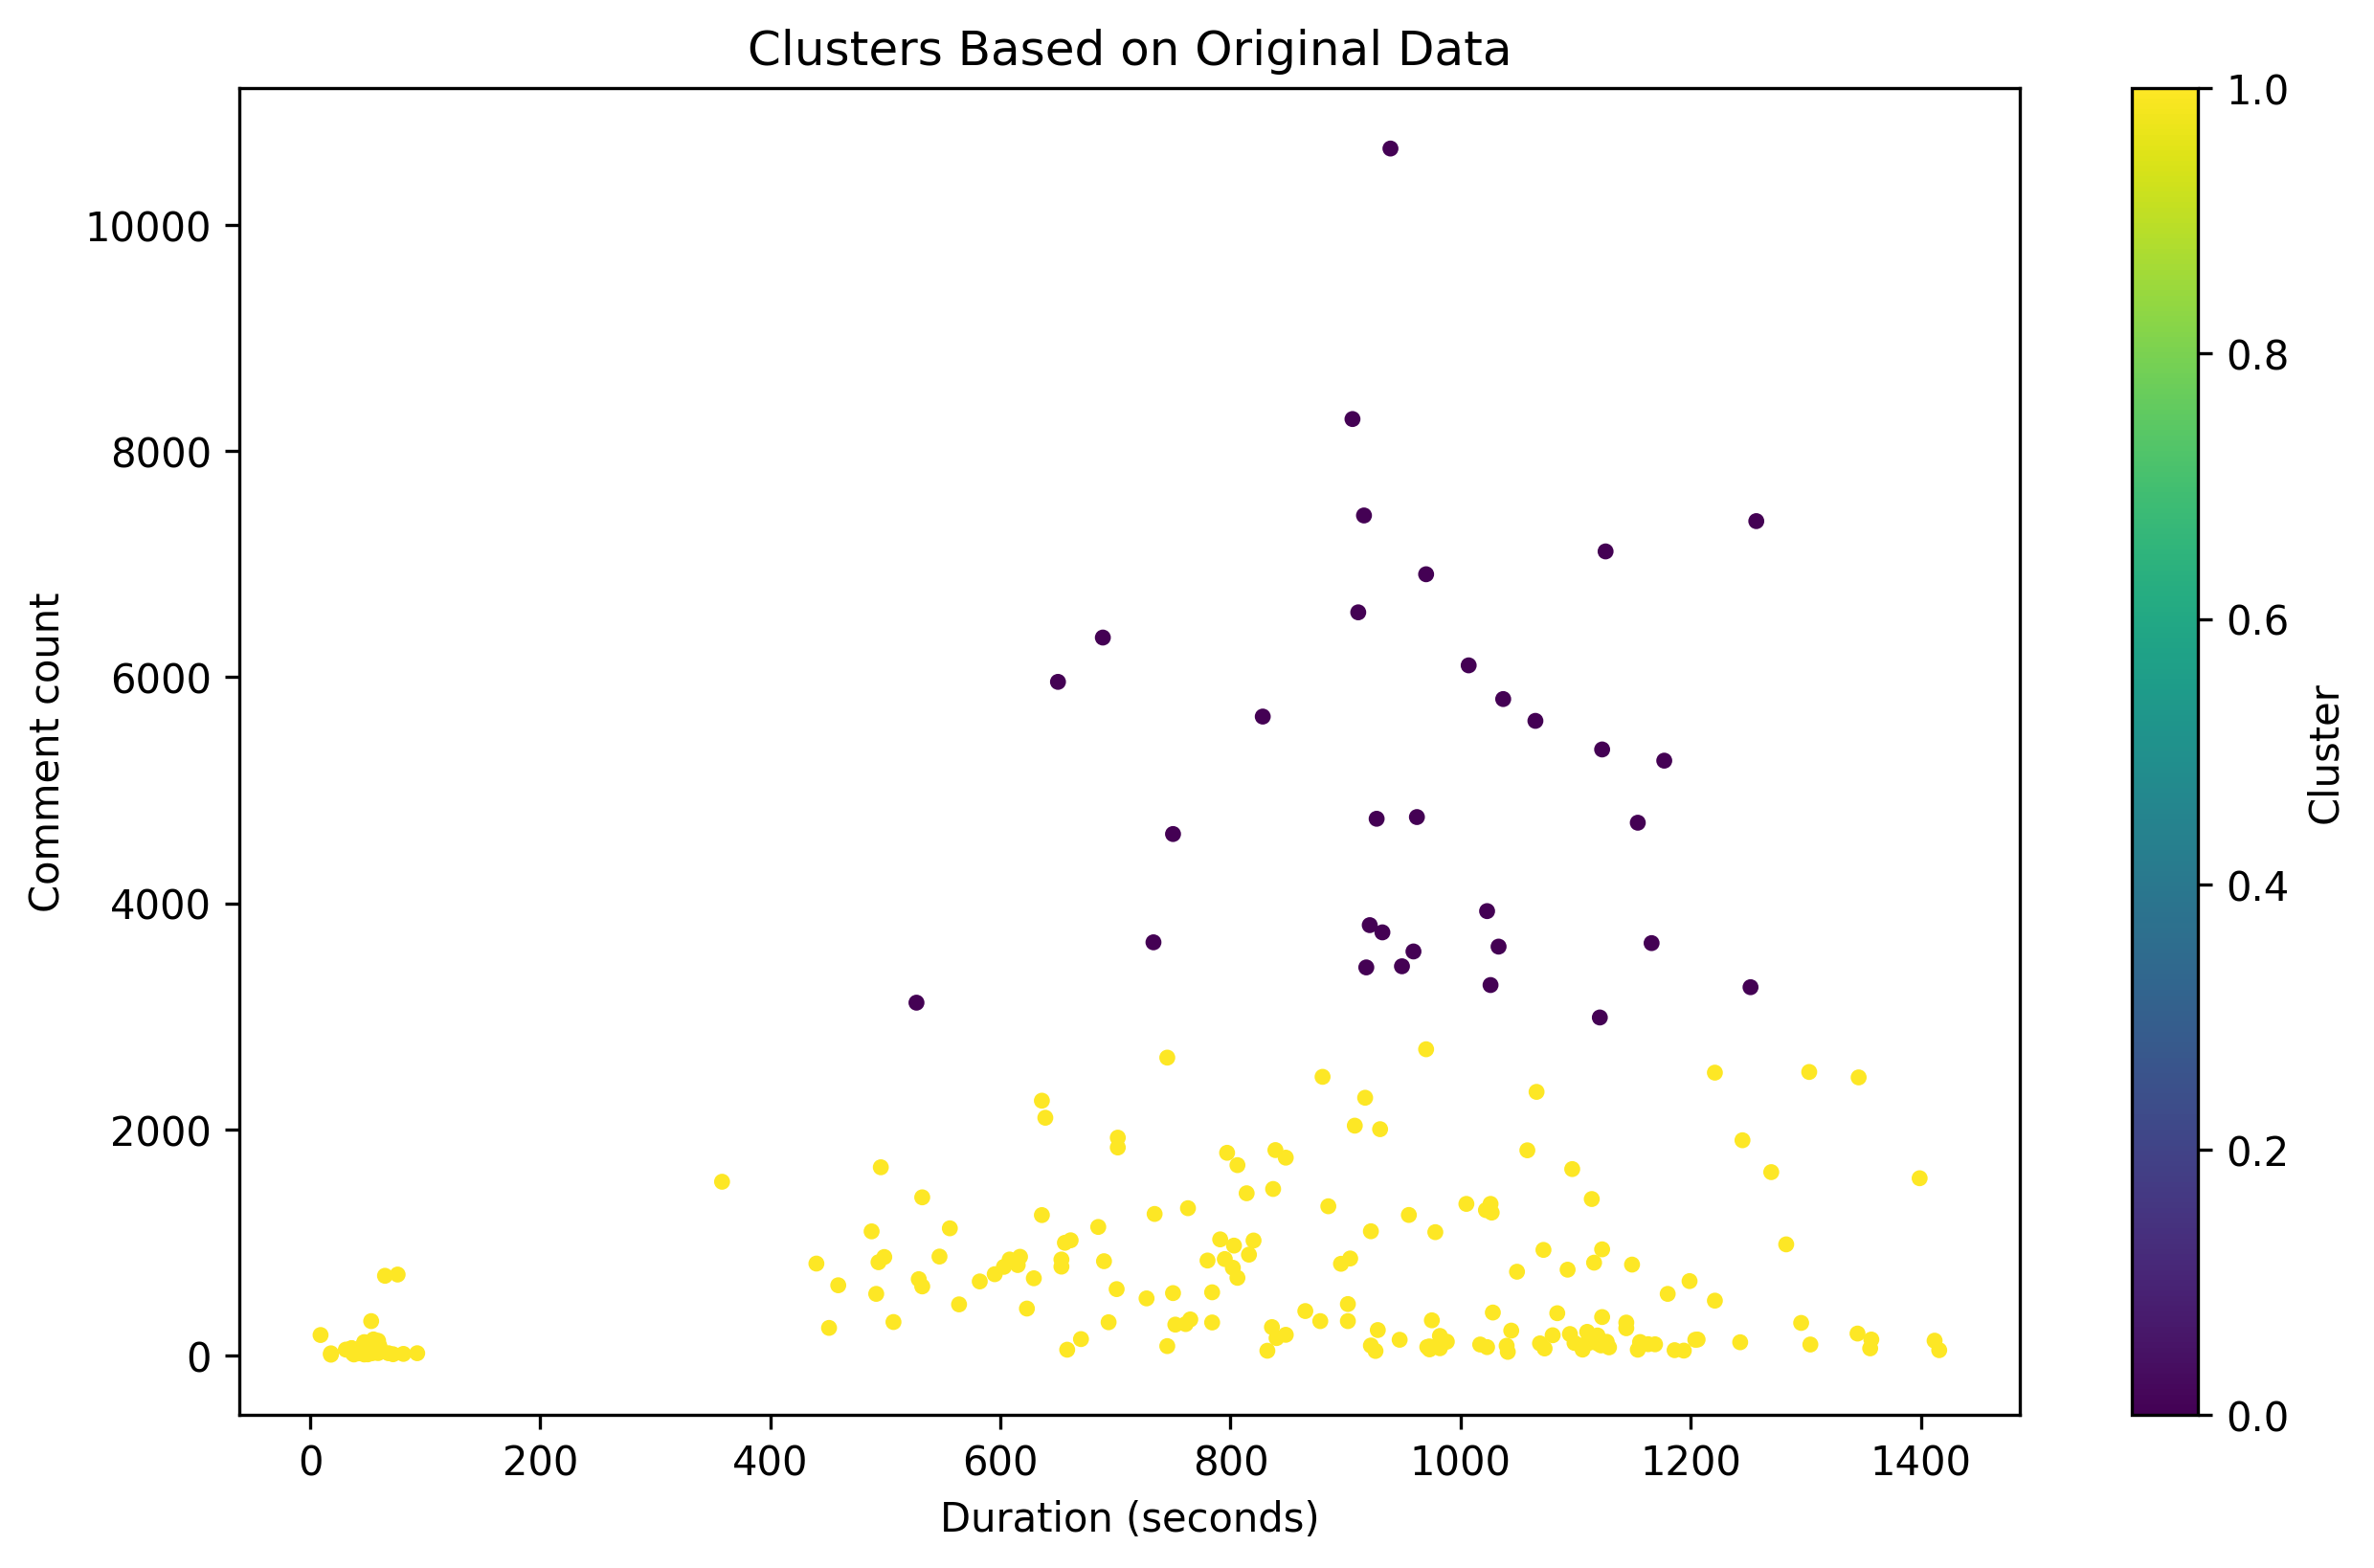 Clusters Based on Original Data
10000
8000
6000
4000
2000
0
Comment count
0 200 400 600 800 1000 1200 1400
Duration (seconds)
1.0
0.8
0.6
0.4
0.2
0.0
Cluster